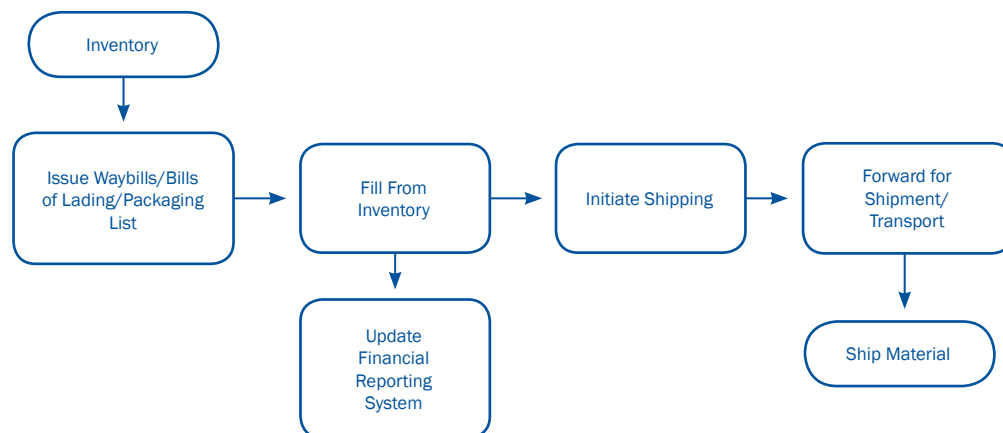 Inventory
Issue Waybills/Bills
of Lading/Packaging
List
Fill From
Inventory
Initiate Shipping
Forward for
Shipment/
Transport
Update
Financial
Reporting
System
Ship Material